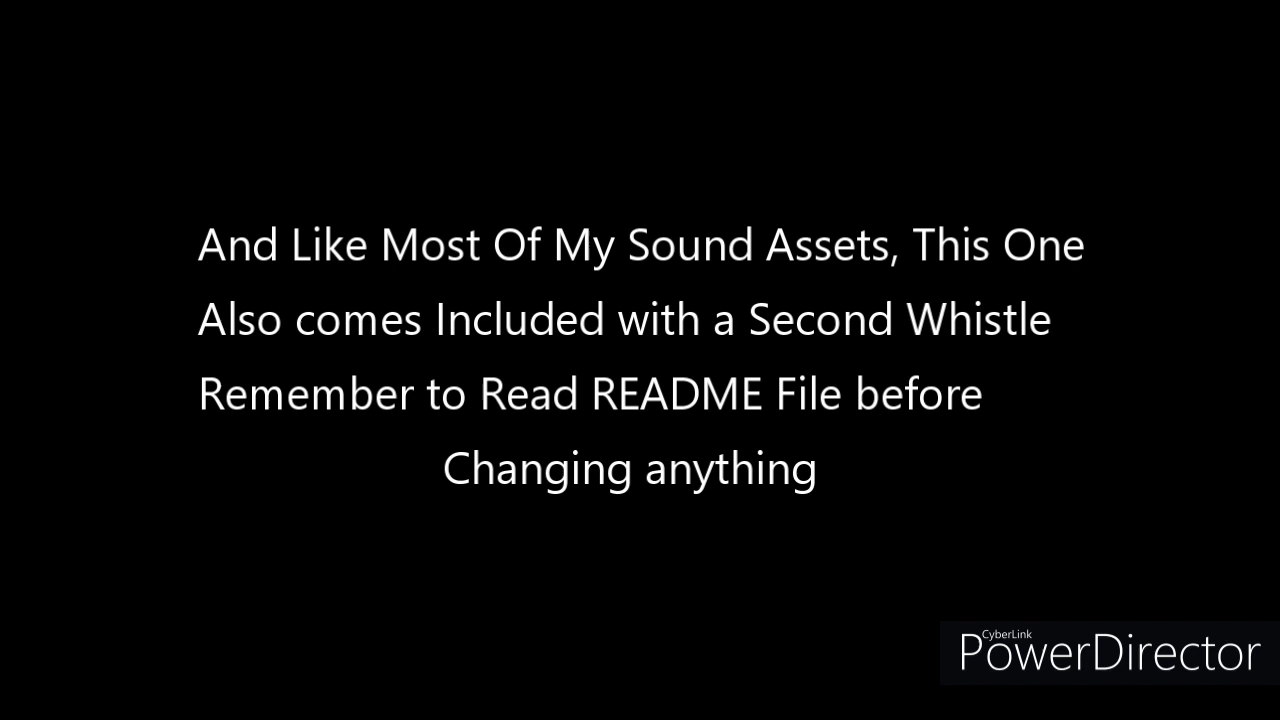 And Like Most Of My Sound Assets, This One
Also comes Included with a Second Whistle
Remember to Read README File before
Changing anything
CyberLink
PowerDirector